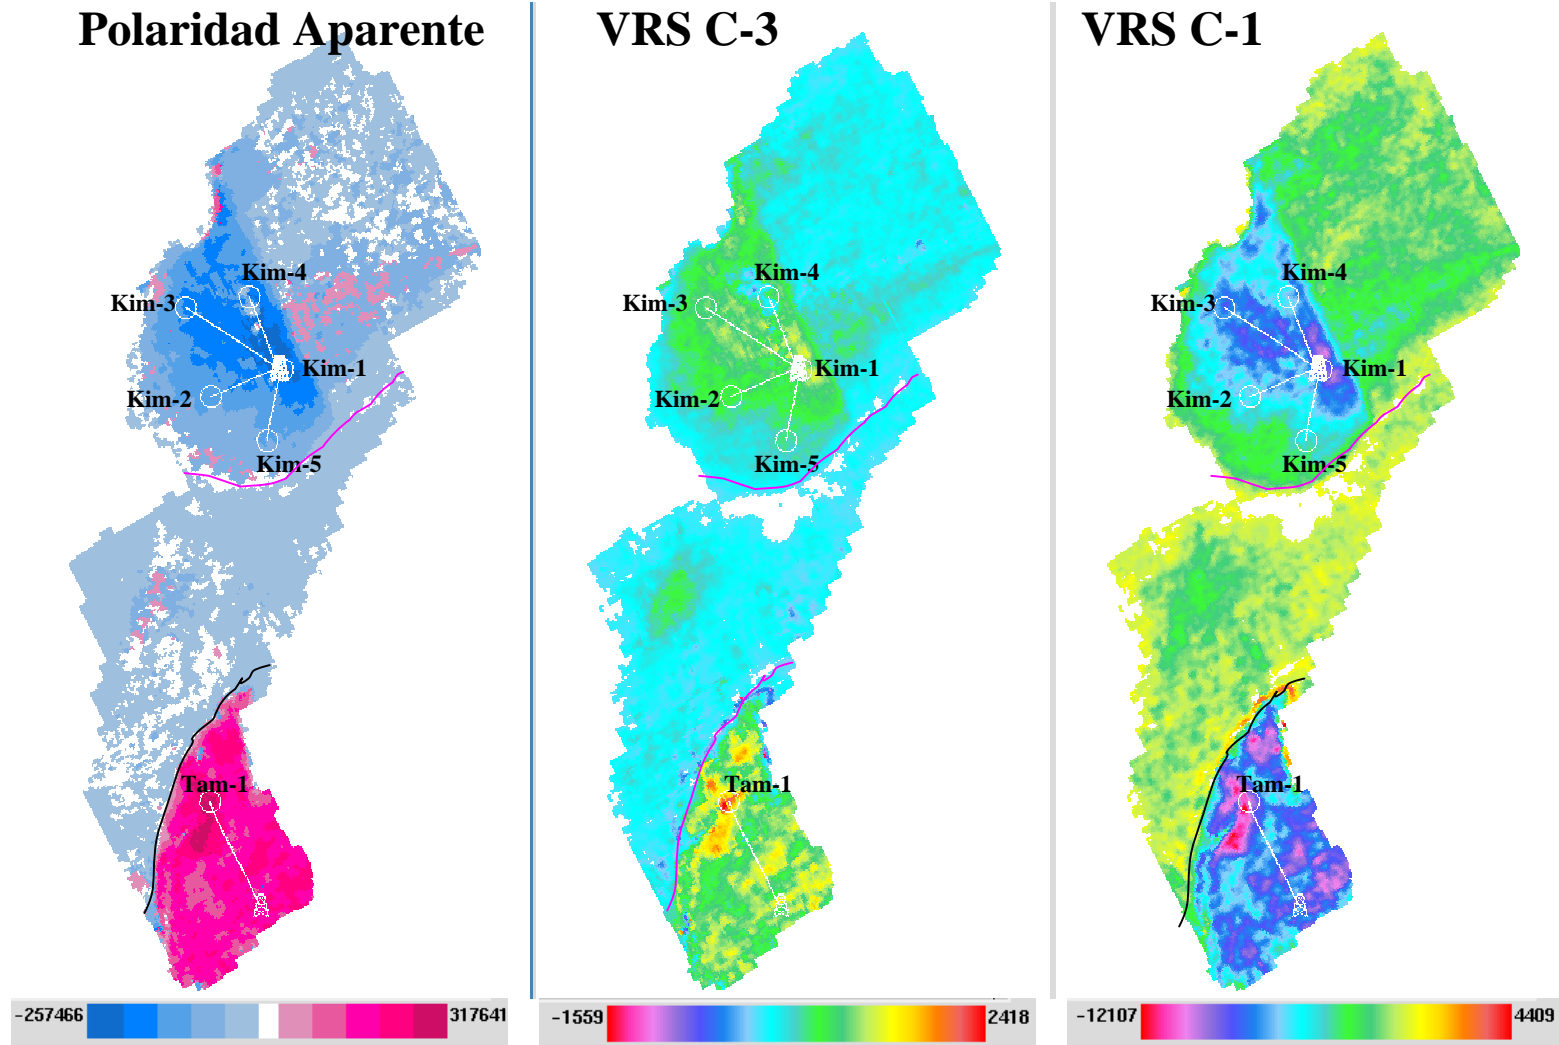 Polaridad Aparente
VRS C-3
VRS C-1
Kim-4
Kim-3
Kim-1
Kim-2
Kim-5
Tam-1
-257466
317641
Kim-4
Kim-3
Kim-1
Kim-2
Kim-5
Tam-1
-1559
2418
Kim-4
Kim-3
Kim-1
Kim-2
Kim-5
Tam-1
-12107
4409